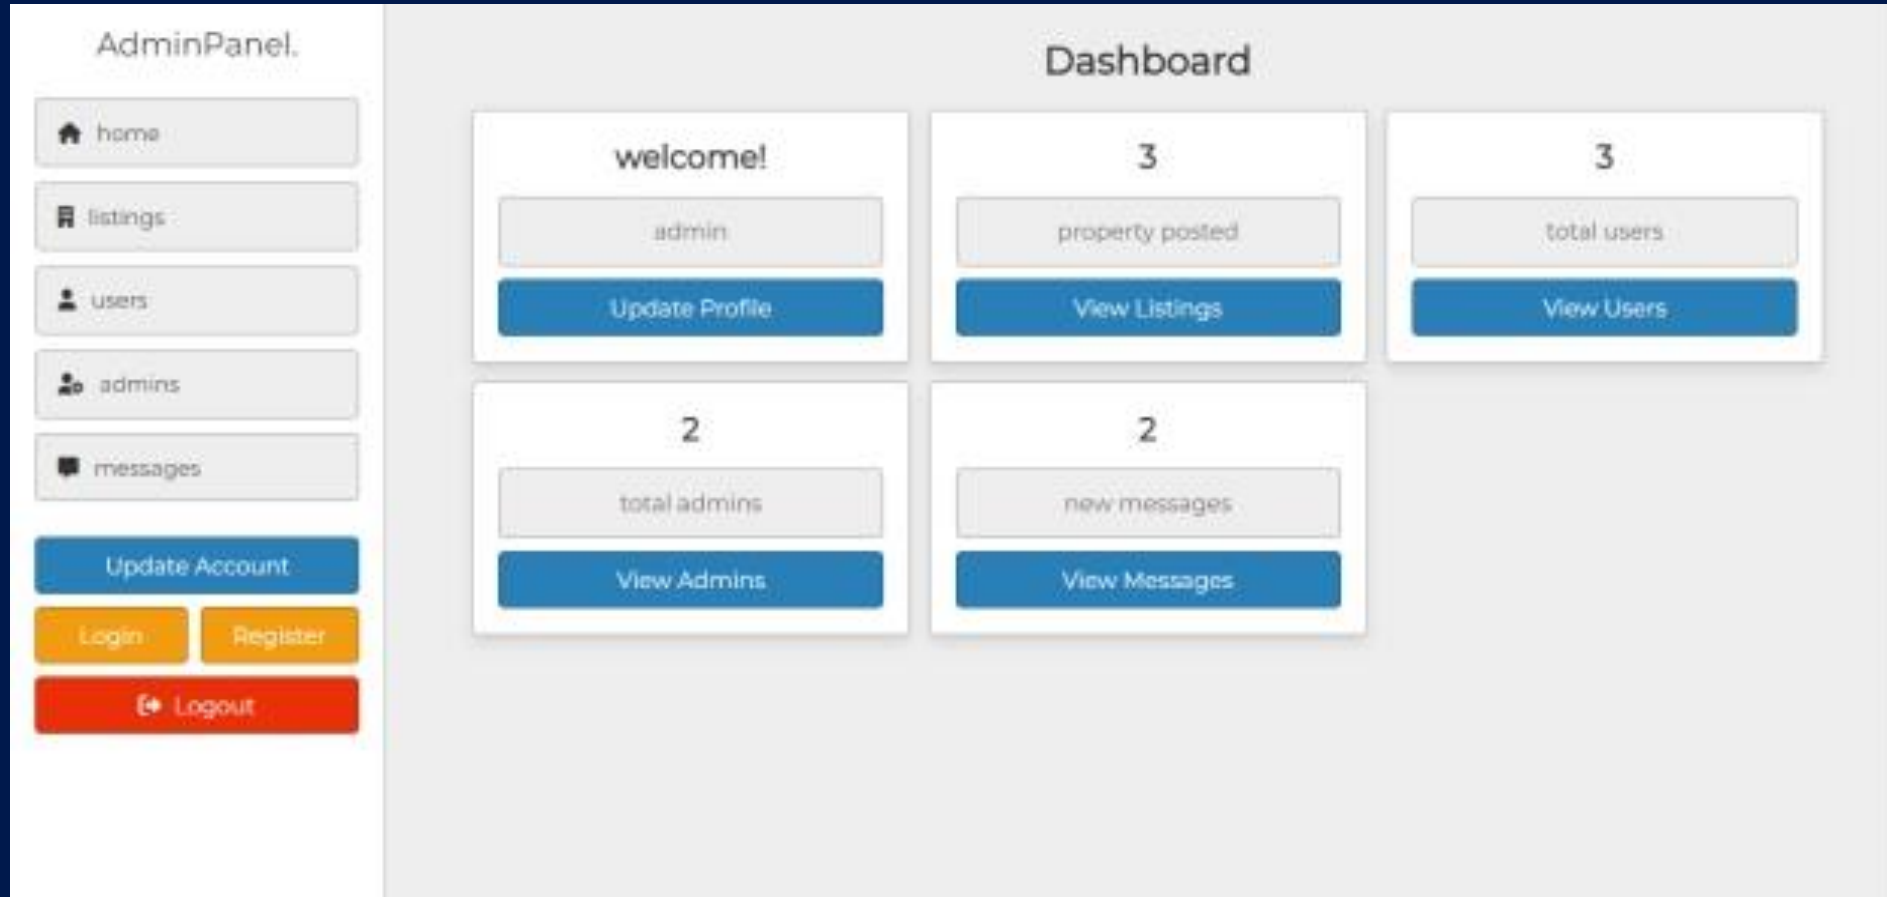 AdminPanel.
home
listings
users
admins
messages
Update Account
Login Register
Logout
Dashboard
welcome!
admin
Update Profile
3
property posted
View Listings
3
total users
View Users
2
total admins
View Admins
2
new messages
View Messages